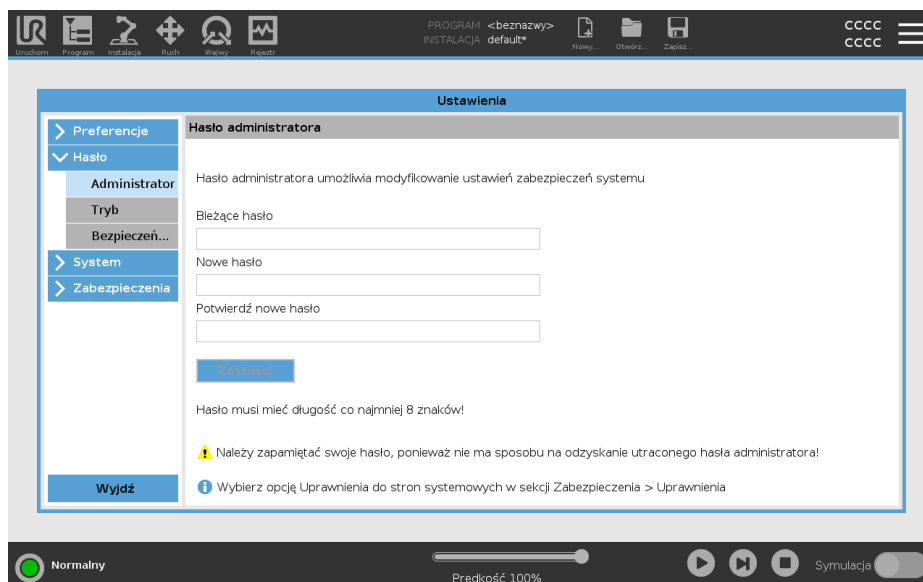 UR
PROGRAM <beznazwy>
INSTALACJA default*
CCCC
CCCC
Uruchom Program Instalacja Ruch We/wy Rejestr Nowy... Otwórz... Zapisz...
Ustawienia
Preferencje
Hasło
Administrator
Tryb
Bezpieczeń...
System
Zabezpieczenia
Wyjdź
Hasło administratora
Hasło administratora umożliwia modyfikowanie ustawień zabezpieczeń systemu
Bieżące hasło
Nowe hasło
Potwierdź nowe hasło
Zastosuj
Hasło musi mieć długość co najmniej 8 znaków!
Należy zapamiętać swoje hasło, ponieważ nie ma sposobu na odzyskanie utraconego hasła administratora!
Wybierz opcję Uprawnienia do stron systemowych w sekcji Zabezpieczenia > Uprawnienia
Normalny
Prędkość 100%
Symulacja